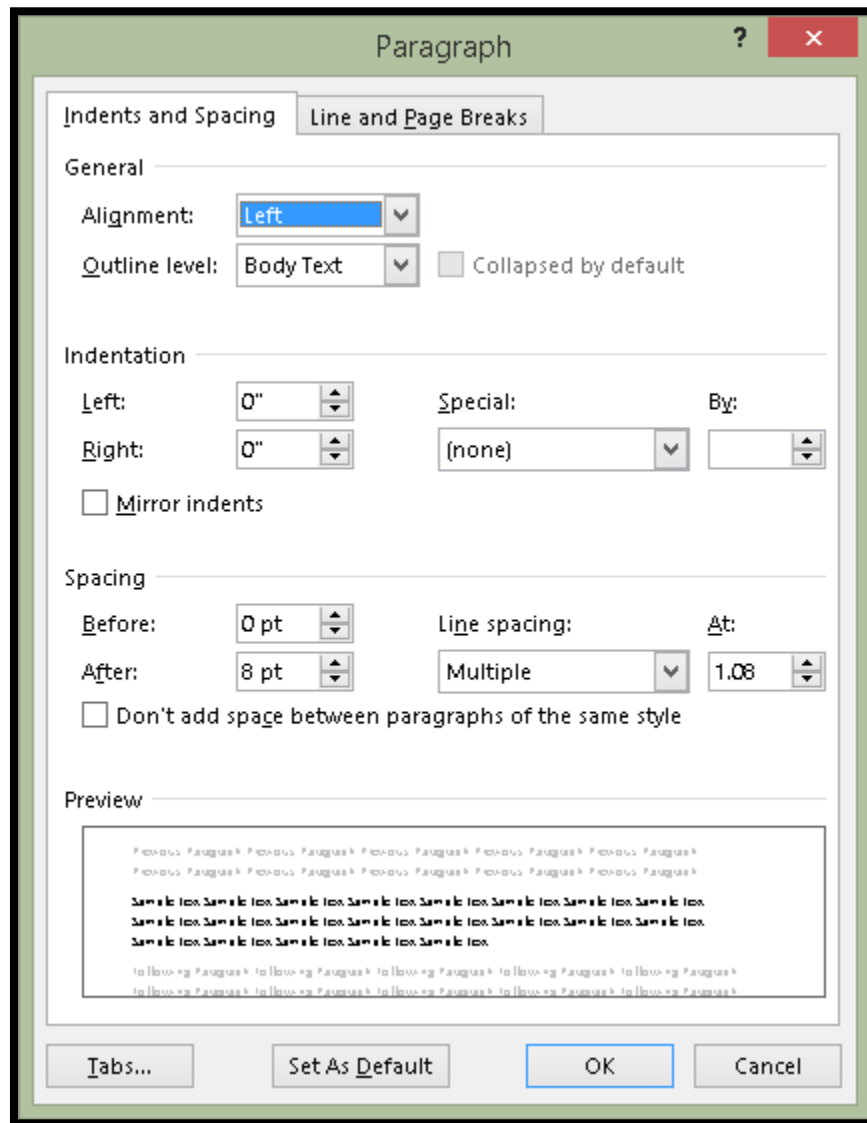 Paragraph ? ×
Indents and Spacing Line and Page Breaks
General
Alignment: Left
Outline level: Body Text Collapsed by default
Indentation
Left: 0" Special: By:
Right: 0" (none)
Mirror indents
Spacing
Before: 0 pt Line spacing: At:
After: 8 pt Multiple 1.08
Don't add space between paragraphs of the same style
Preview
Tabs... Set As Default OK Cancel